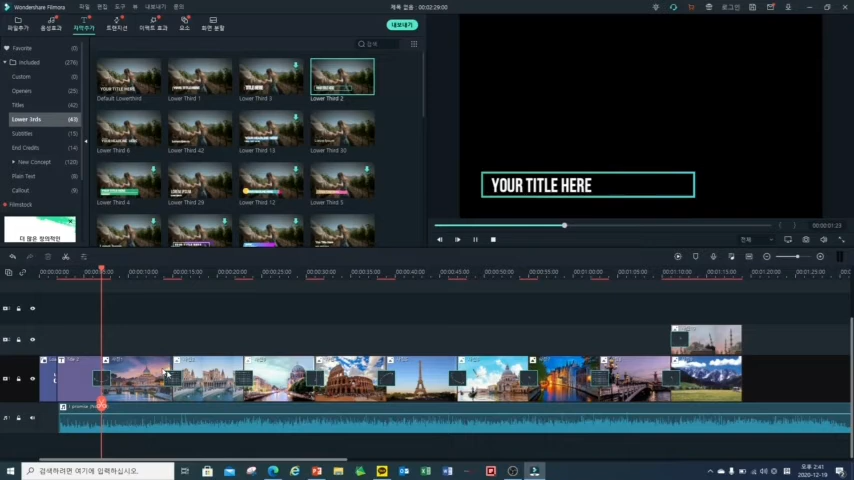 Wondershare Filmora
파일 편집 도구 뷰 내보내기 문의
제목 없음 : 00:02:29:00
로그인
파일추가 음성효과 자막추가 트랜지션 이펙트 효과 요소 화면 분할
내보내기
검색
Favorite (0)
Included (276)
Custom (0)
Openers (25)
Titles (42)
Lower 3rds (43)
Subtitles (15)
End Credits (14)
New Concept (120)
Plain Text (8)
Callout (9)
Filmstock
더 많은 창의적인
Default Lowerthird Lower Third 1 Lower Third 3 Lower Third 2
Lower Third 6 Lower Third 42 Lower Third 13 Lower Third 30
Lower Third 4 Lower Third 29 Lower Third 12 Lower Third 5
YOUR TITLE HERE
00:00:01:23
전체
00:00:00:00 00:00:10:00 00:00:15:00 00:00:20:00 00:00:25:00 00:00:30:00 00:00:35:00 00:00:40:00 00:00:45:00 00:00:50:00 00:00:55:00 00:01:00:00 00:01:05:00 00:01:10:00 00:01:15:00 00:01:20:00 00:01:25:00
검색하려면 여기에 입력하십시오.
오후 2:41
2020-12-19